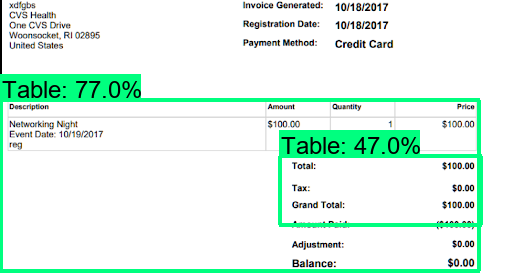 xdfgbs
CVS Health
One CVS Drive
Woonsocket, RI 02895
United States
Invoice Generated: 10/18/2017
Registration Date: 10/18/2017
Payment Method: Credit Card
Table: 77.0%
Description Amount Quantity Price
Networking Night $100.00 1 $100.00
Event Date: 10/19/2017
reg
Table: 47.0%
Total: $100.00
Tax: $0.00
Grand Total: $100.00
Amount Paid: ($100.00)
Adjustment: $0.00
Balance: $0.00